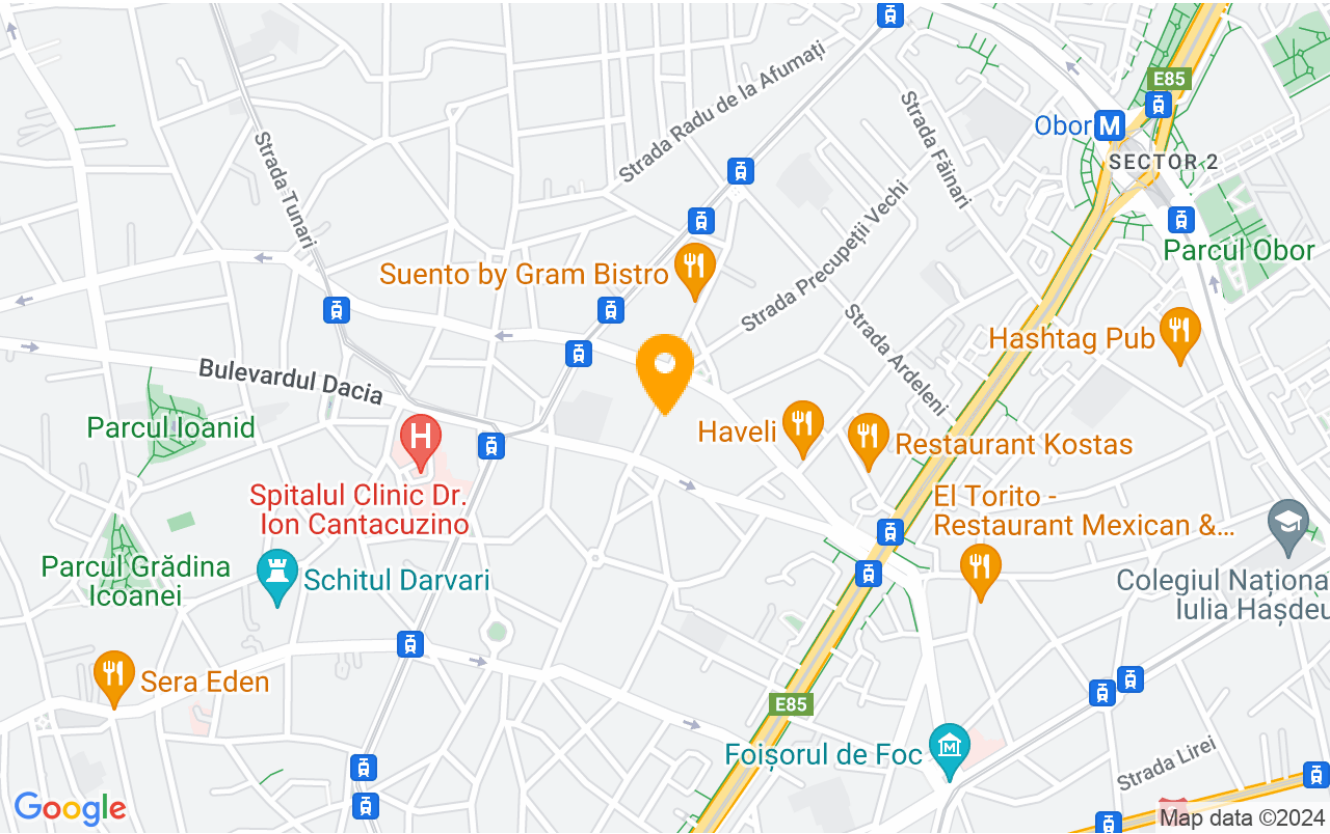 E85
Strada Radu de la Afumați
Strada Făinari
Obor M
SECTOR 2
Strada Tunari
Strada Precupeții Vechi
Parcul Obor
Suento by Gram Bistro
Strada Ardeleni
Hashtag Pub
Bulevardul Dacia
Parcul Ioanid
H
Haveli
Restaurant Kostas
Spitalul Clinic Dr.
Ion Cantacuzino
El Torito -
Restaurant Mexican &...
Parcul Grădina
Icoanei
Schitul Darvari
Colegiul Naționa
Iulia Hașdeu
Sera Eden
E85
Foișorul de Foc
M
Strada Lirei
Google
Map data ©2024